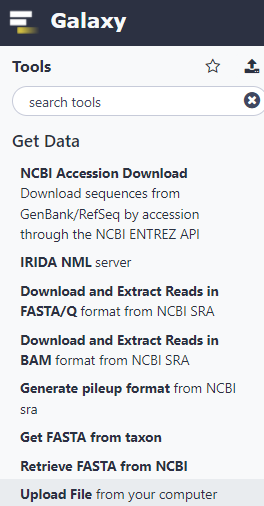 Galaxy
Tools
search tools
Get Data
NCBI Accession Download
Download sequences from
GenBank/RefSeq by accession
through the NCBI ENTREZ API
IRIDA NML server
Download and Extract Reads in
FASTA/Q format from NCBI SRA
Download and Extract Reads in
BAM format from NCBI SRA
Generate pileup format from NCBI
sra
Get FASTA from taxon
Retrieve FASTA from NCBI
Upload File from your computer